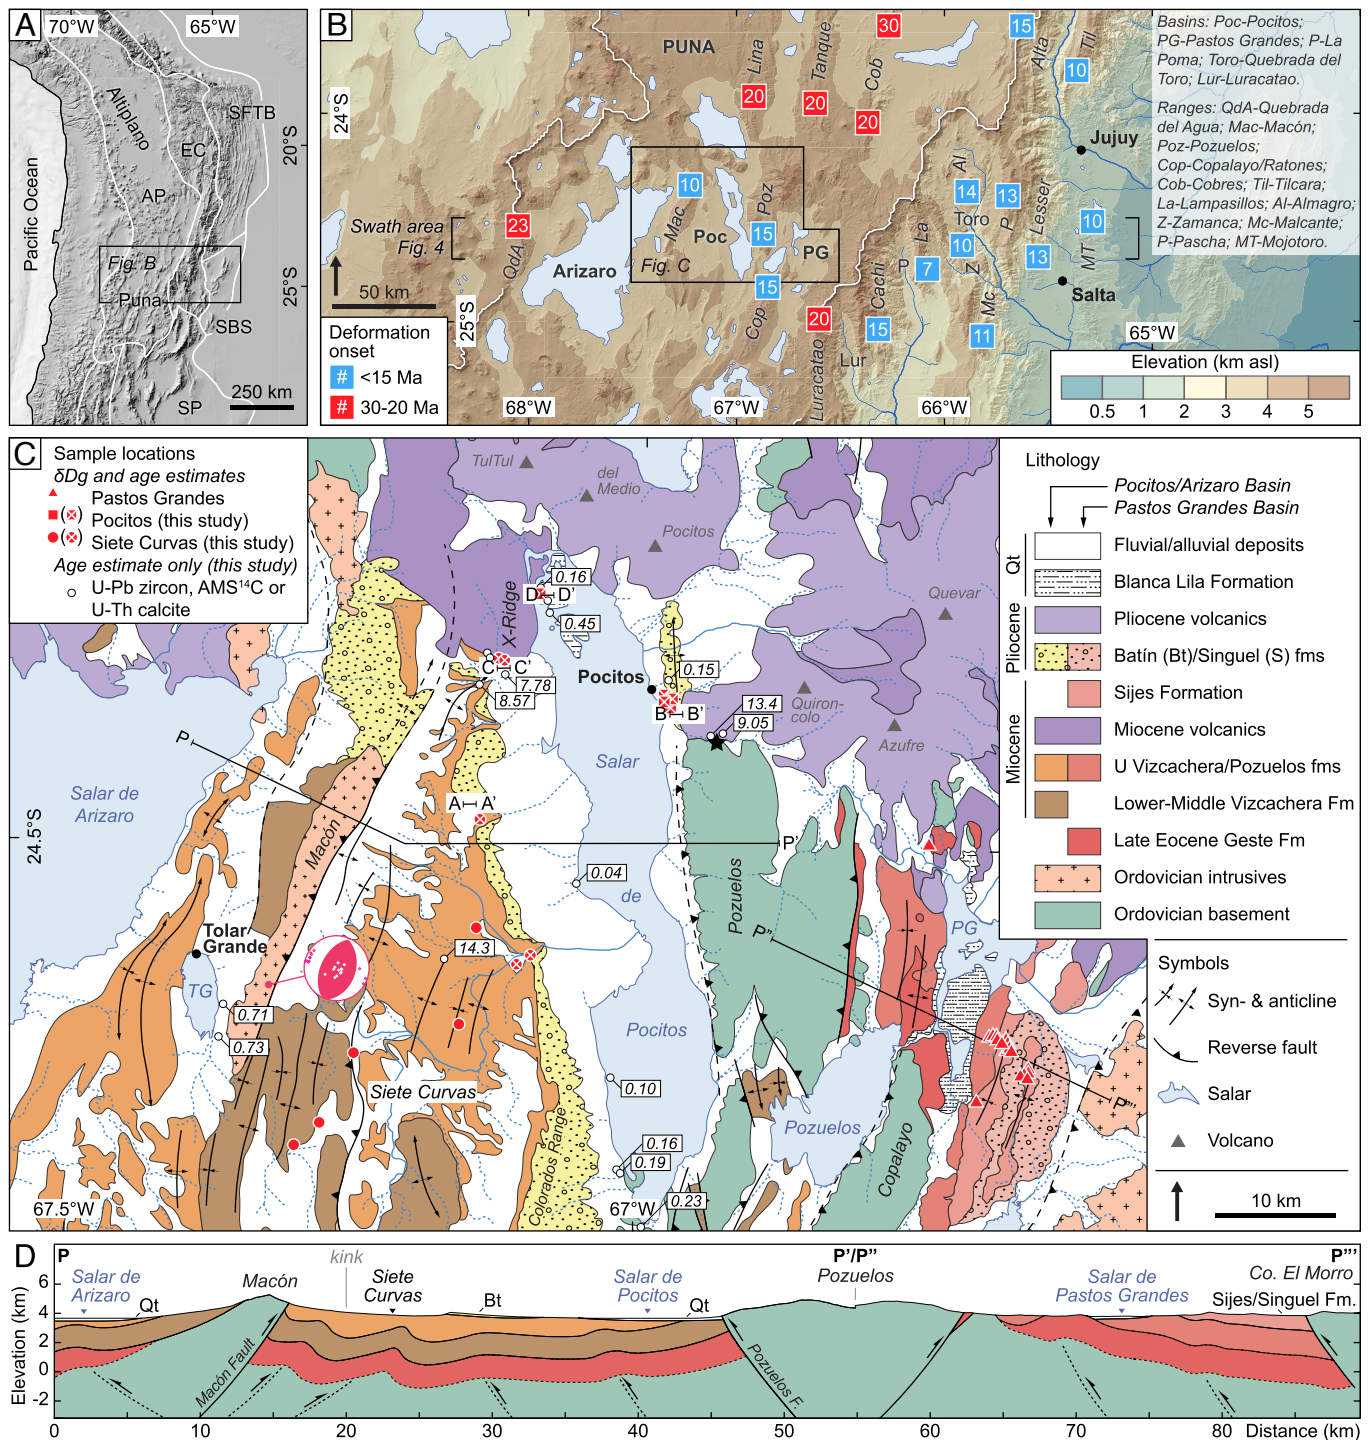 A
70°W
65°W
Altiplano
SFTB
EC
20°S
AP
Pacific Ocean
Fig. B
Puna
25°S
SBS
SP
250 km
B
PUNA
Lina
Tanque
Cob
30
15
Alta
Til
10
24°S
20
20
20
Jujuy
10
Mac
Poz
Al
14
13
Toro
P
Lesser
10
MT
Swath area
Fig. 4
23
QdA
Poc
15
PG
La
10
Z
13
Arizaro
Fig. C
P
7
Salta
50 km
25°S
15
Cop
Cachi
Mc
20
15
11
Luracatao
Lur
65°W
Deformation
onset
# <15 Ma
# 30-20 Ma
68°W
67°W
66°W
Elevation (km asl)
0.5 1 2 3 4 5
Basins: Poc-Pocitos;
PG-Pastos Grandes; P-La
Poma; Toro-Quebrada del
Toro; Lur-Luracatao.
Ranges: QdA-Quebrada
del Agua; Mac-Macón;
Poz-Pozuelos;
Cop-Copalayo/Ratones;
Cob-Cobres; Til-Tilcara;
La-Lampasillos; Al-Almagro;
Z-Zamanca; Mc-Malcante;
P-Pascha; MT-Mojotoro.
C
Sample locations
δDg and age estimates
Pastos Grandes
( ) Pocitos (this study)
( ) Siete Curvas (this study)
Age estimate only (this study)
U-Pb zircon, AMS¹⁴C or
U-Th calcite
TulTul
del
Medio
Pocitos
Quevar
0.16
D D'
0.45
X-Ridge
C C'
7.78
8.57
Pocitos
0.15
B B'
Quiron-
colo
13.4
9.05
Azufre
P
Salar de
Arizaro
Salar
24.5°S
Macón
A A'
P'
0.04
de
Pozuelos
Tolar
Grande
14.3
P"
PG
TG
0.71
0.73
Pocitos
0.10
Siete Curvas
Pozuelos
P'''
Colorados Range
Copalayo
0.16
0.19
0.23
67.5°W
67°W
Lithology
Pocitos/Arizaro Basin
Pastos Grandes Basin
Qt
Fluvial/alluvial deposits
Blanca Lila Formation
Pliocene
Pliocene volcanics
Batín (Bt)/Singuel (S) fms
Miocene
Sijes Formation
Miocene volcanics
U Vizcachera/Pozuelos fms
Lower-Middle Vizcachera Fm
Late Eocene Geste Fm
Ordovician intrusives
Ordovician basement
Symbols
Syn- & anticline
Reverse fault
Salar
Volcano
10 km
D
P
kink
P'/P"
P'''
Salar de
Arizaro
Macón
Siete
Curvas
Salar de
Pocitos
Pozuelos
Salar de
Pastos Grandes
Co. El Morro
Sijes/Singuel Fm.
Qt
Bt
Qt
Elevation (km)
6
4
2
0
-2
Macón Fault
Pozuelos F.
0 10 20 30 40 50 60 70 80 Distance (km)